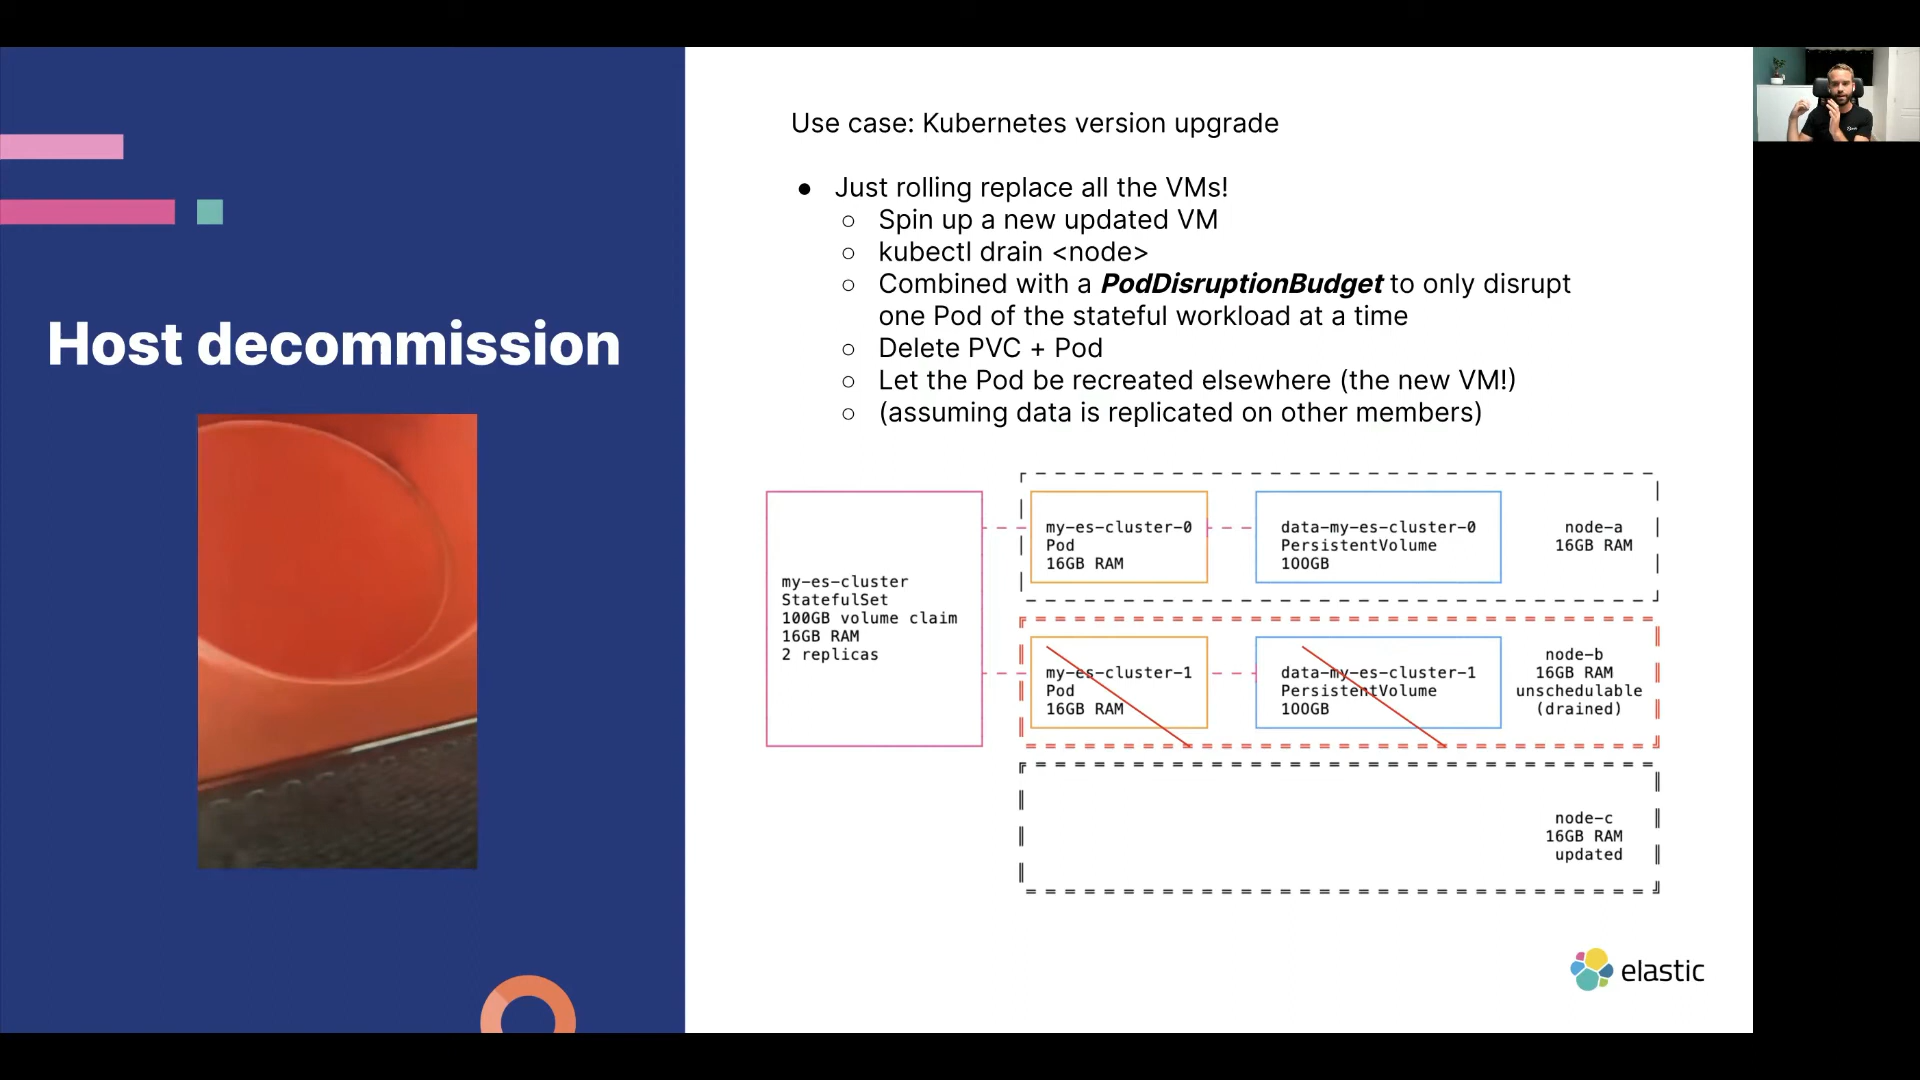 Host decommission
Use case: Kubernetes version upgrade
● Just rolling replace all the VMs!
○ Spin up a new updated VM
○ kubectl drain <node>
○ Combined with a PodDisruptionBudget to only disrupt
one Pod of the stateful workload at a time
○ Delete PVC + Pod
○ Let the Pod be recreated elsewhere (the new VM!)
○ (assuming data is replicated on other members)
my-es-cluster
StatefulSet
100GB volume claim
16GB RAM
2 replicas
my-es-cluster-0
Pod
16GB RAM
data-my-es-cluster-0
PersistentVolume
100GB
node-a
16GB RAM
my-es-cluster-1
Pod
16GB RAM
data-my-es-cluster-1
PersistentVolume
100GB
node-b
16GB RAM
unschedulable
(drained)
node-c
16GB RAM
updated
elastic